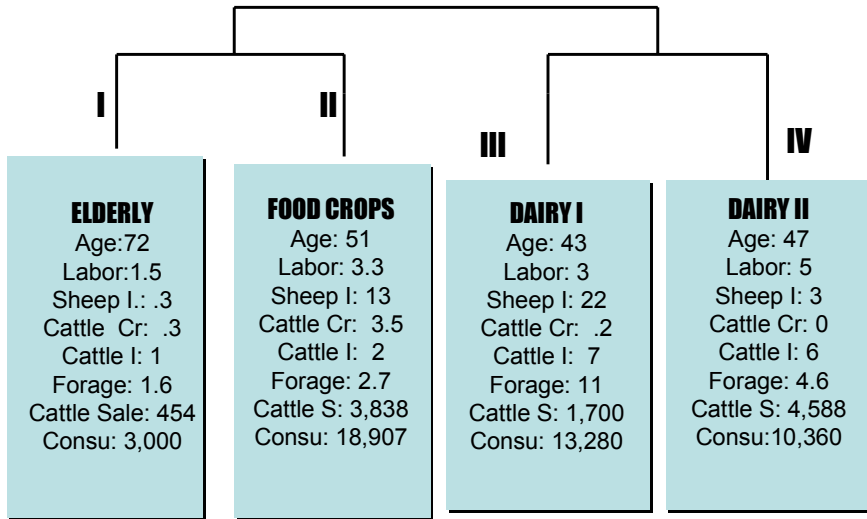 I
II
III
IV
ELDERLY
Age:72
Labor:1.5
Sheep I.: .3
Cattle Cr: .3
Cattle I: 1
Forage: 1.6
Cattle Sale: 454
Consu: 3,000
FOOD CROPS
Age: 51
Labor: 3.3
Sheep I: 13
Cattle Cr: 3.5
Cattle I: 2
Forage: 2.7
Cattle S: 3,838
Consu: 18,907
DAIRY I
Age: 43
Labor: 3
Sheep I: 22
Cattle Cr: .2
Cattle I: 7
Forage: 11
Cattle S: 1,700
Consu: 13,280
DAIRY II
Age: 47
Labor: 5
Sheep I: 3
Cattle Cr: 0
Cattle I: 6
Forage: 4.6
Cattle S: 4,588
Consu:10,360